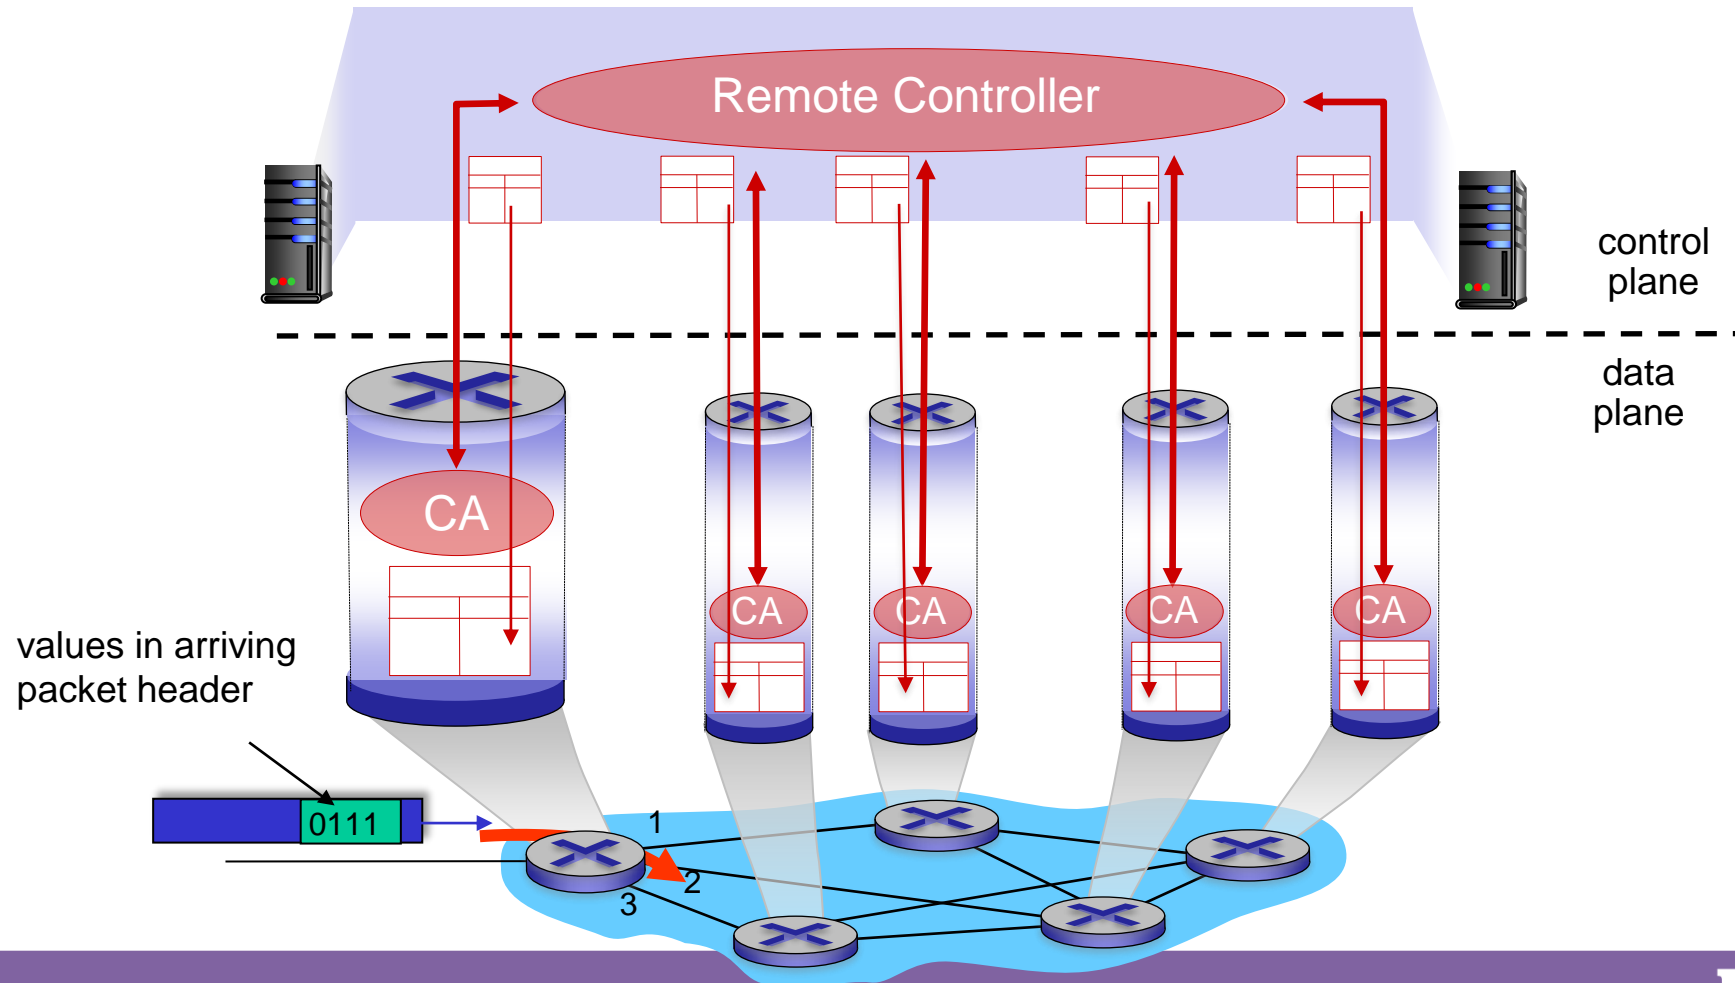 Remote Controller
control
plane
data
plane
CA
CA
CA
CA
CA
values in arriving
packet header
0111
1
2
3